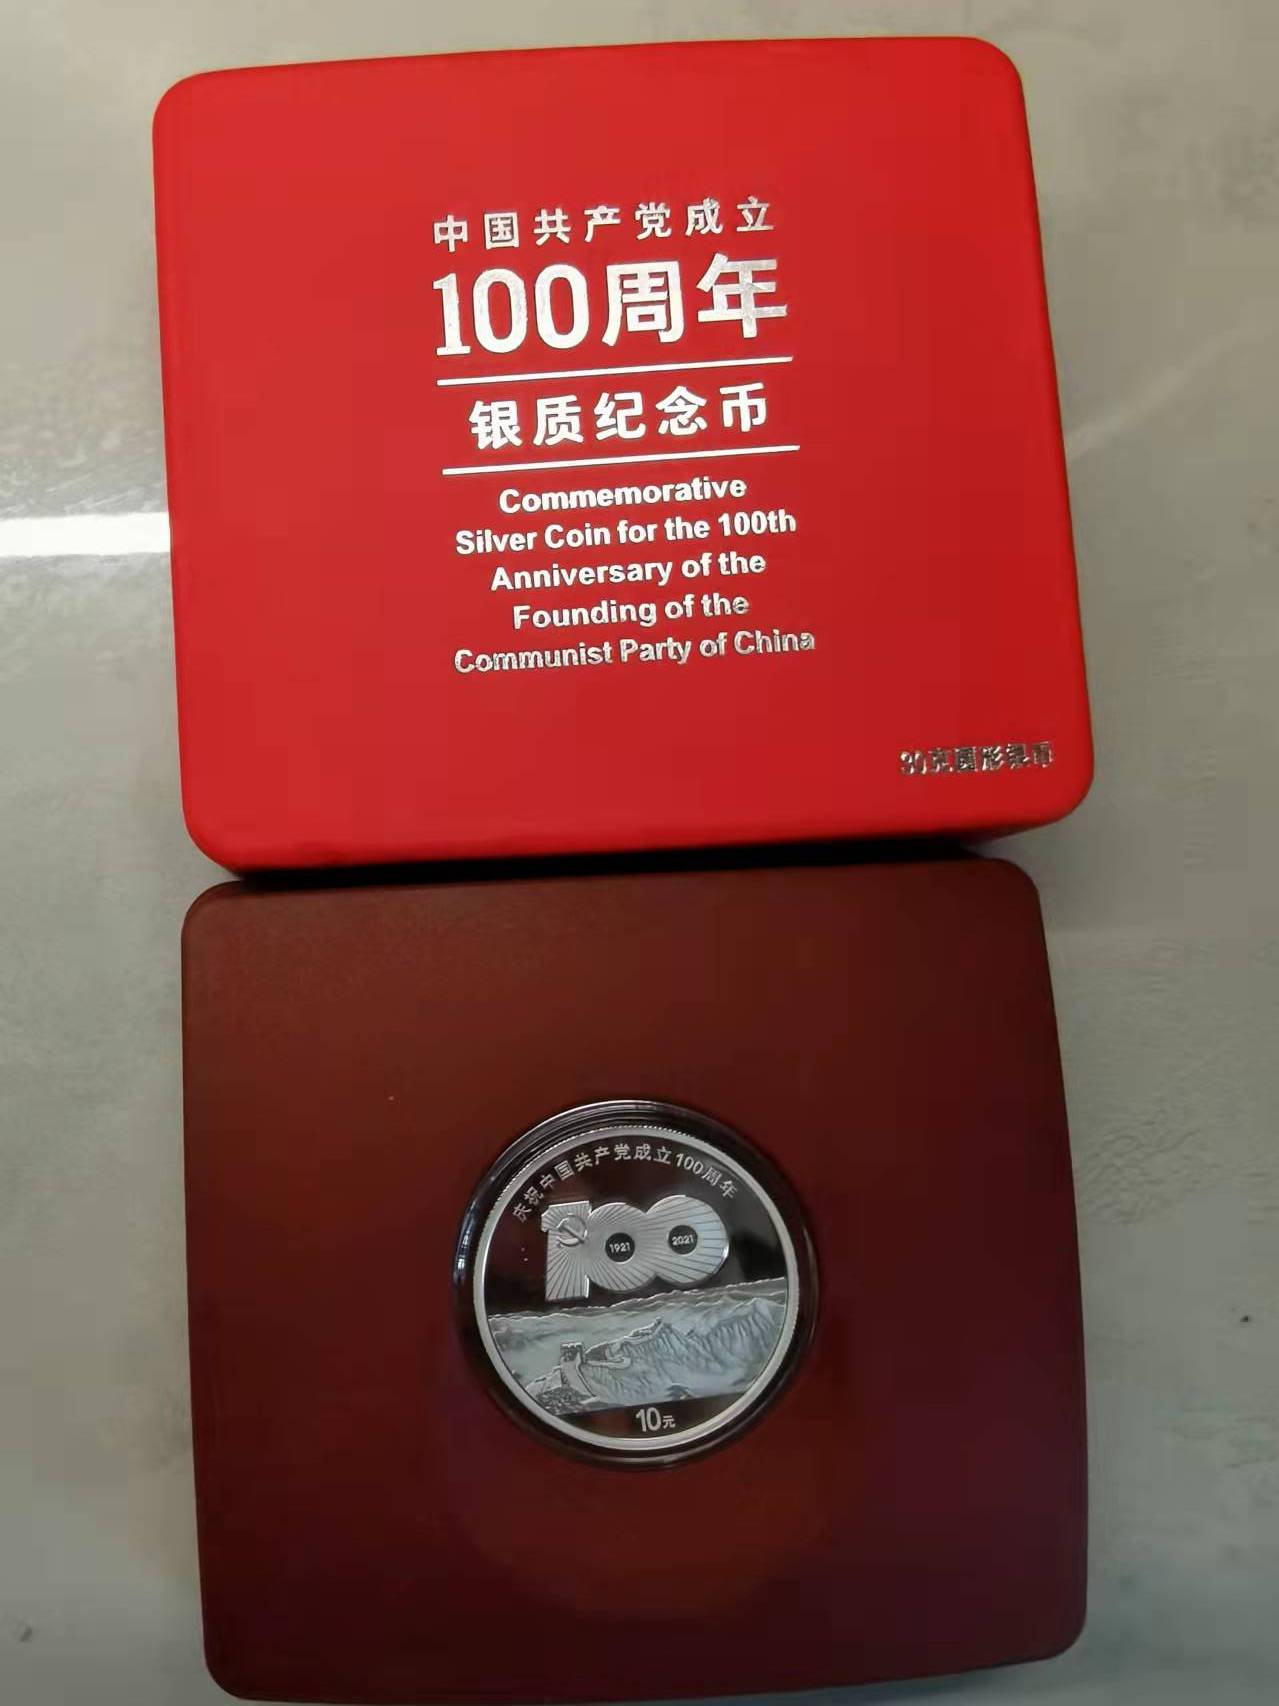 中国共产党成立
100周年
银质纪念币
Commemorative
Silver Coin for the 100th
Anniversary of the
Founding of the
Communist Party of China
30克圆形银币
庆祝中国共产党成立100周年
1921 2021
10元